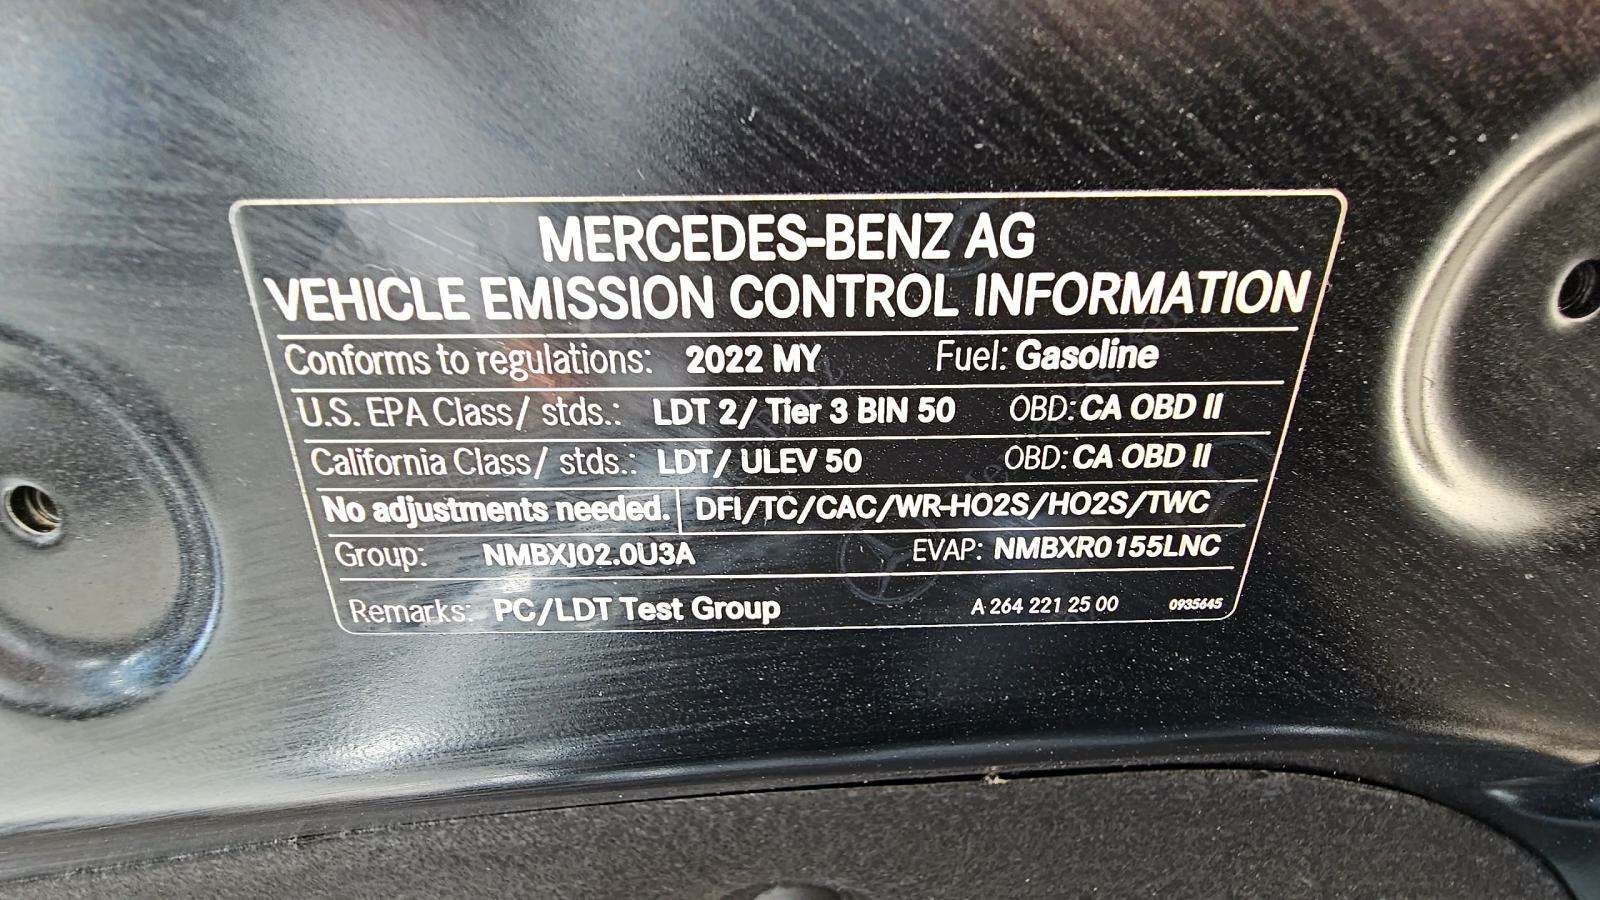 MERCEDES-BENZ AG
VEHICLE EMISSION CONTROL INFORMATION
Conforms to regulations: 2022 MY Fuel: Gasoline
U.S. EPA Class/ stds.: LDT 2/ Tier 3 BIN 50 OBD: CA OBD II
California Class/ stds.: LDT/ ULEV 50 OBD: CA OBD II
No adjustments needed. DFI/TC/CAC/WR-HO2S/HO2S/TWC
Group: NMBXJ02.0U3A EVAP: NMBXR0155LNC
Remarks: PC/LDT Test Group A 264 221 25 00 0935645